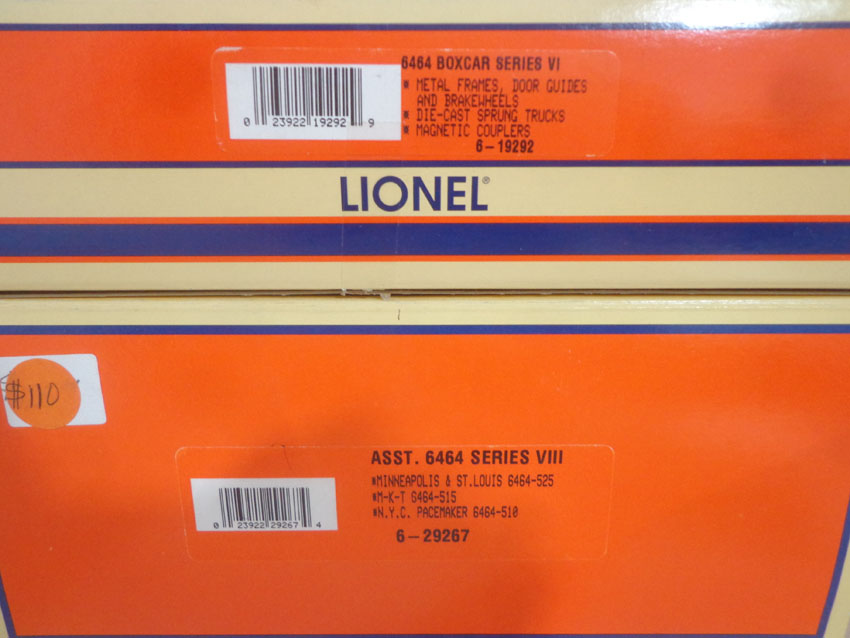 6464 BOXCAR SERIES VI
* METAL FRAMES, DOOR GUIDES
AND BRAKEWHEELS
* DIE-CAST SPRUNG TRUCKS
* MAGNETIC COUPLERS
6-19292
0 23922 19292 9
LIONEL®
$110
ASST. 6464 SERIES VIII
*MINNEAPOLIS & ST.LOUIS 6464-525
*M-K-T 6464-515
*N.Y.C. PACEMAKER 6464-510
6-29267
0 23922 29267 4